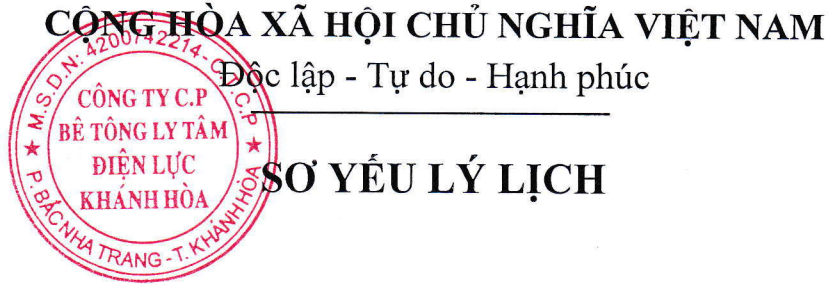 CỘNG HÒA XÃ HỘI CHỦ NGHĨA VIỆT NAM
Độc lập - Tự do - Hạnh phúc
SƠ YẾU LÝ LỊCH
M.S.D.N: 4200742214-C.T.C.P
CÔNG TY C.P
BÊ TÔNG LY TÂM
ĐIỆN LỰC
KHÁNH HÒA
P. BẮC NHA TRANG - T. KHÁNH HÒA